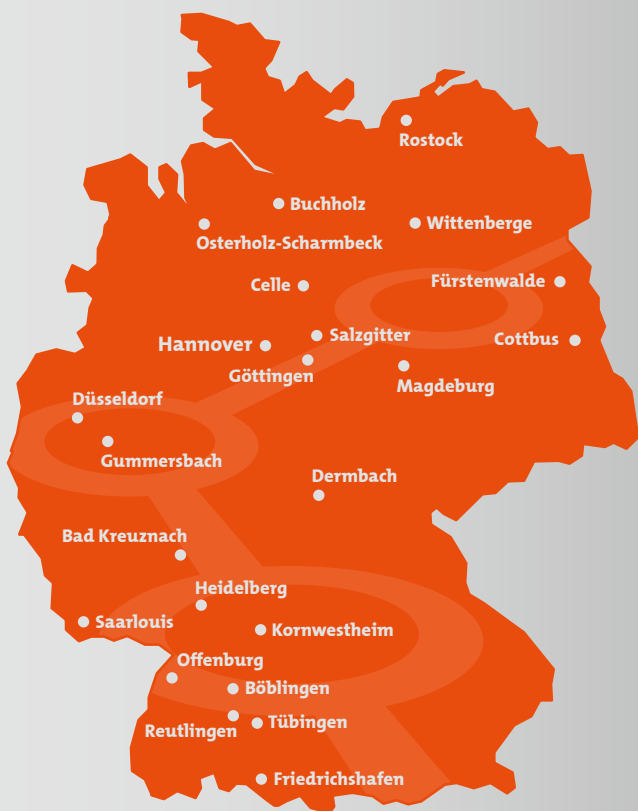 Rostock
Buchholz
Wittenberge
Osterholz-Scharmbeck
Fürstenwalde
Celle
Salzgitter
Cottbus
Hannover
Göttingen
Magdeburg
Düsseldorf
Gummersbach
Dermbach
Bad Kreuznach
Heidelberg
Saarlouis
Kornwestheim
Offenburg
Böblingen
Tübingen
Reutlingen
Friedrichshafen